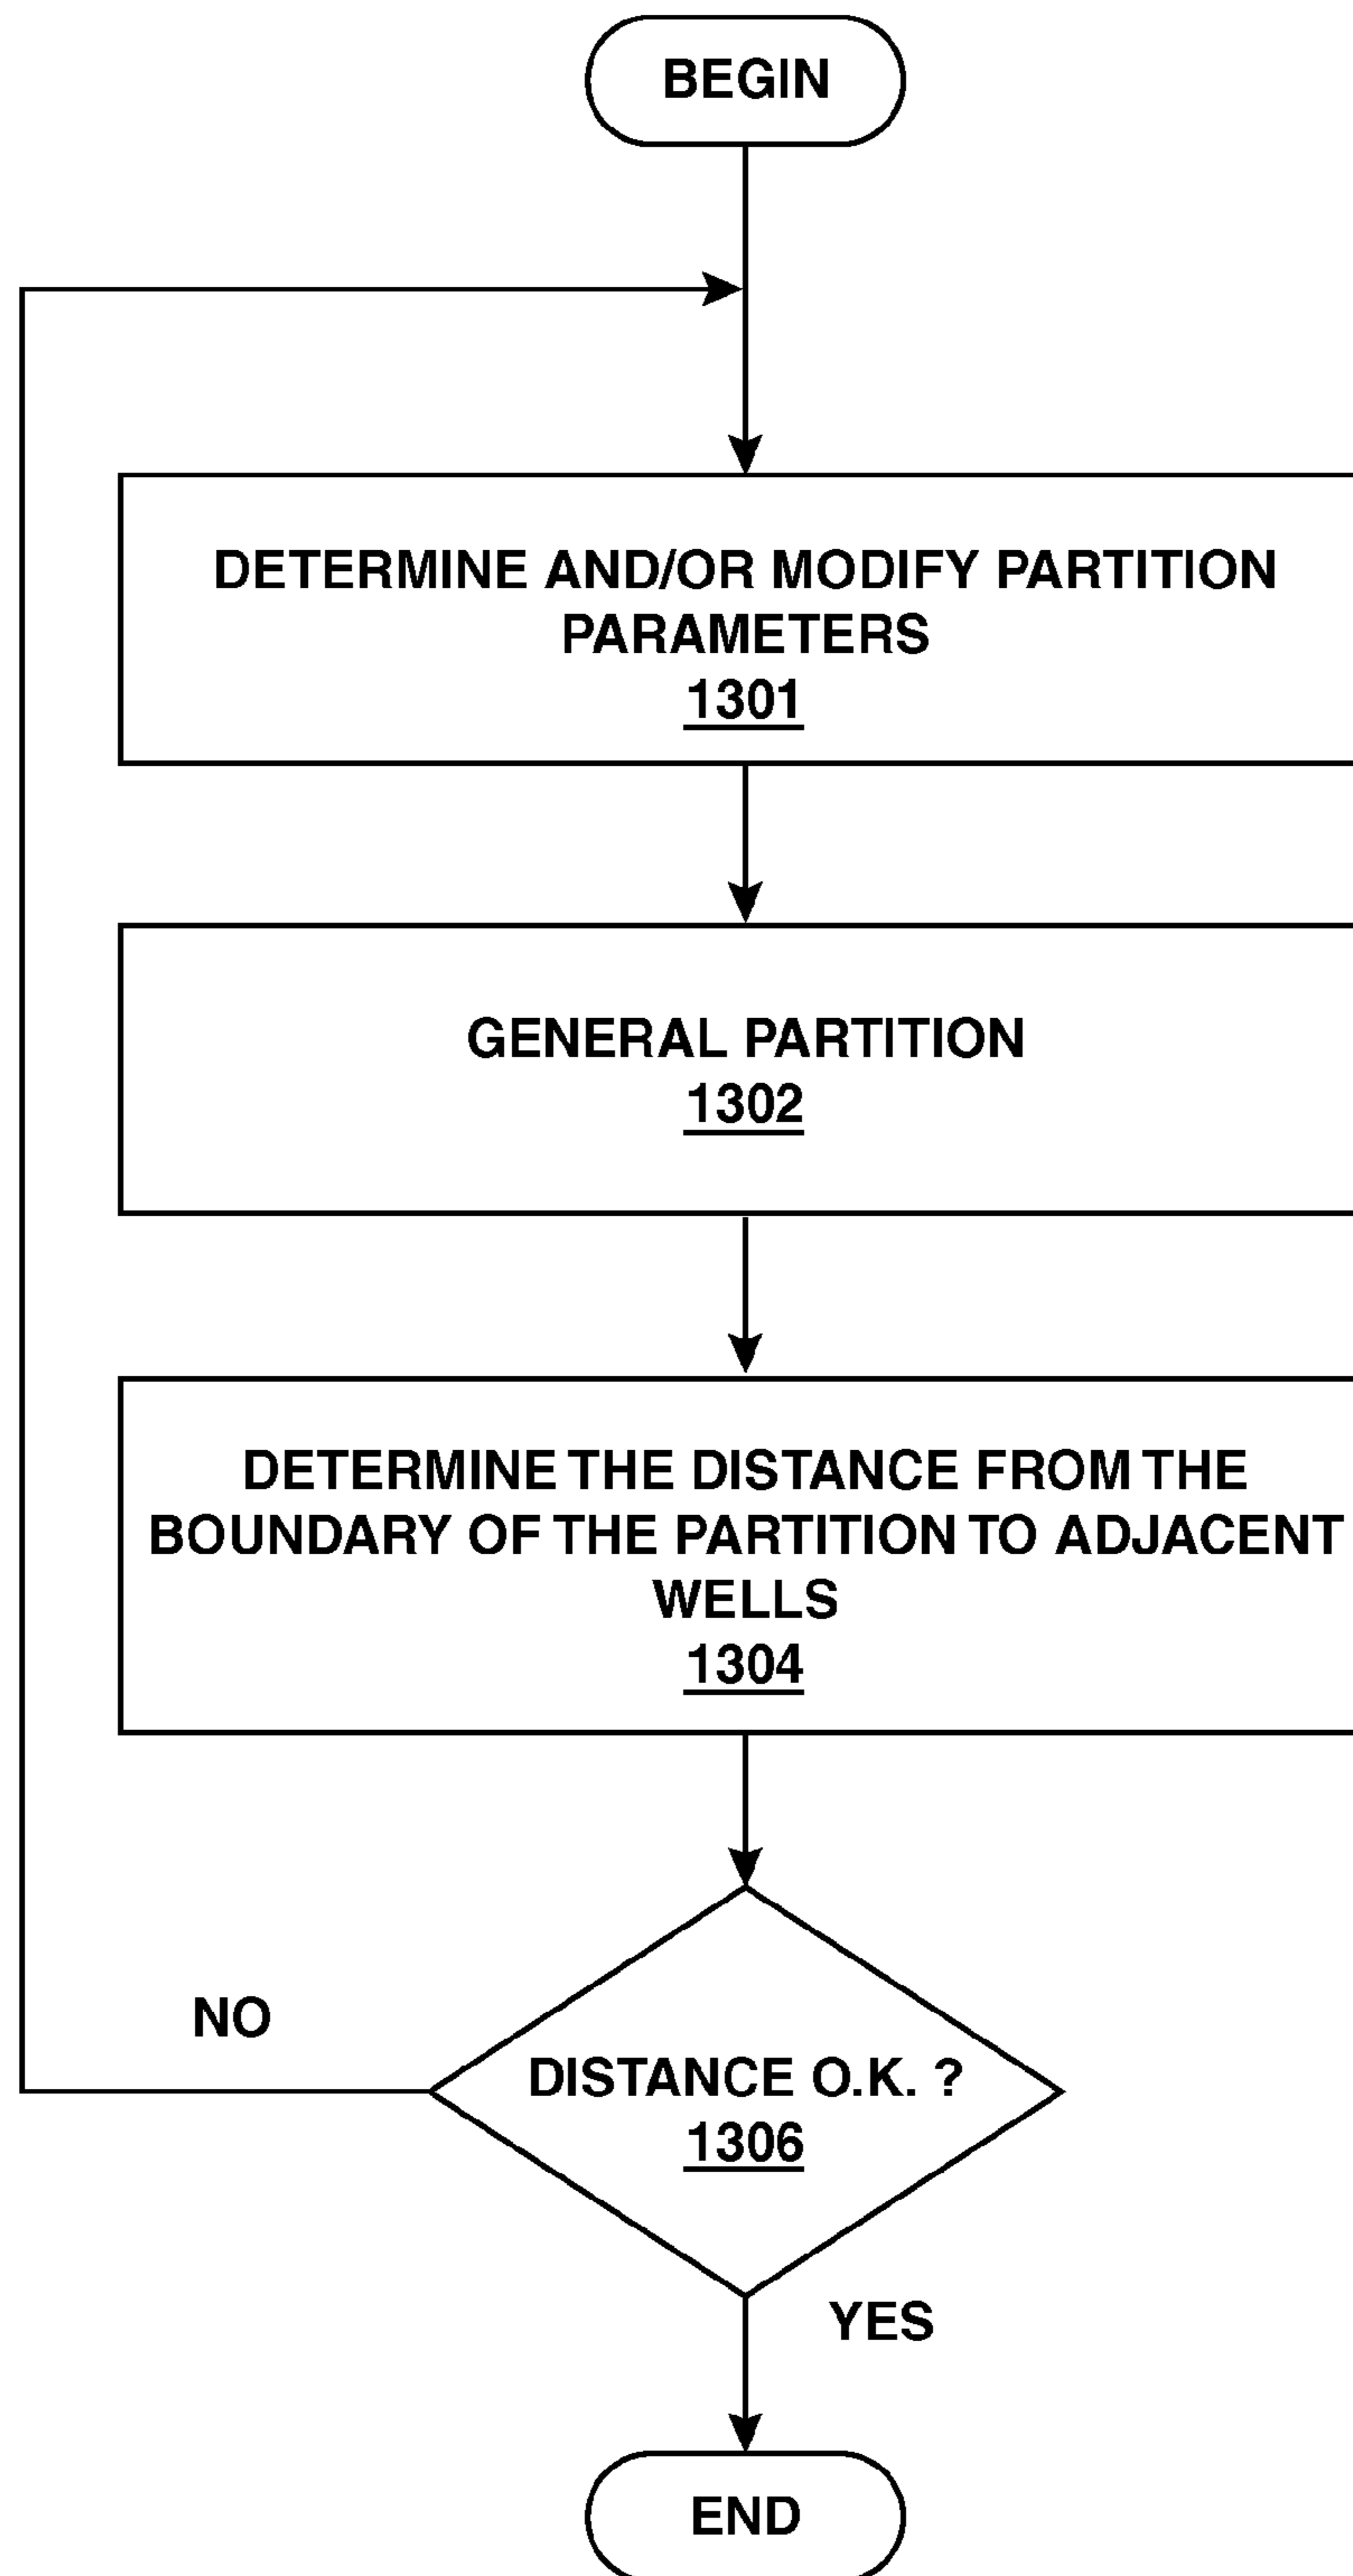 BEGIN
DETERMINE AND/OR MODIFY PARTITION
PARAMETERS
1301
GENERAL PARTITION
1302
DETERMINE THE DISTANCE FROM THE
BOUNDARY OF THE PARTITION TO ADJACENT
WELLS
1304
NO
DISTANCE O.K. ?
1306
YES
END